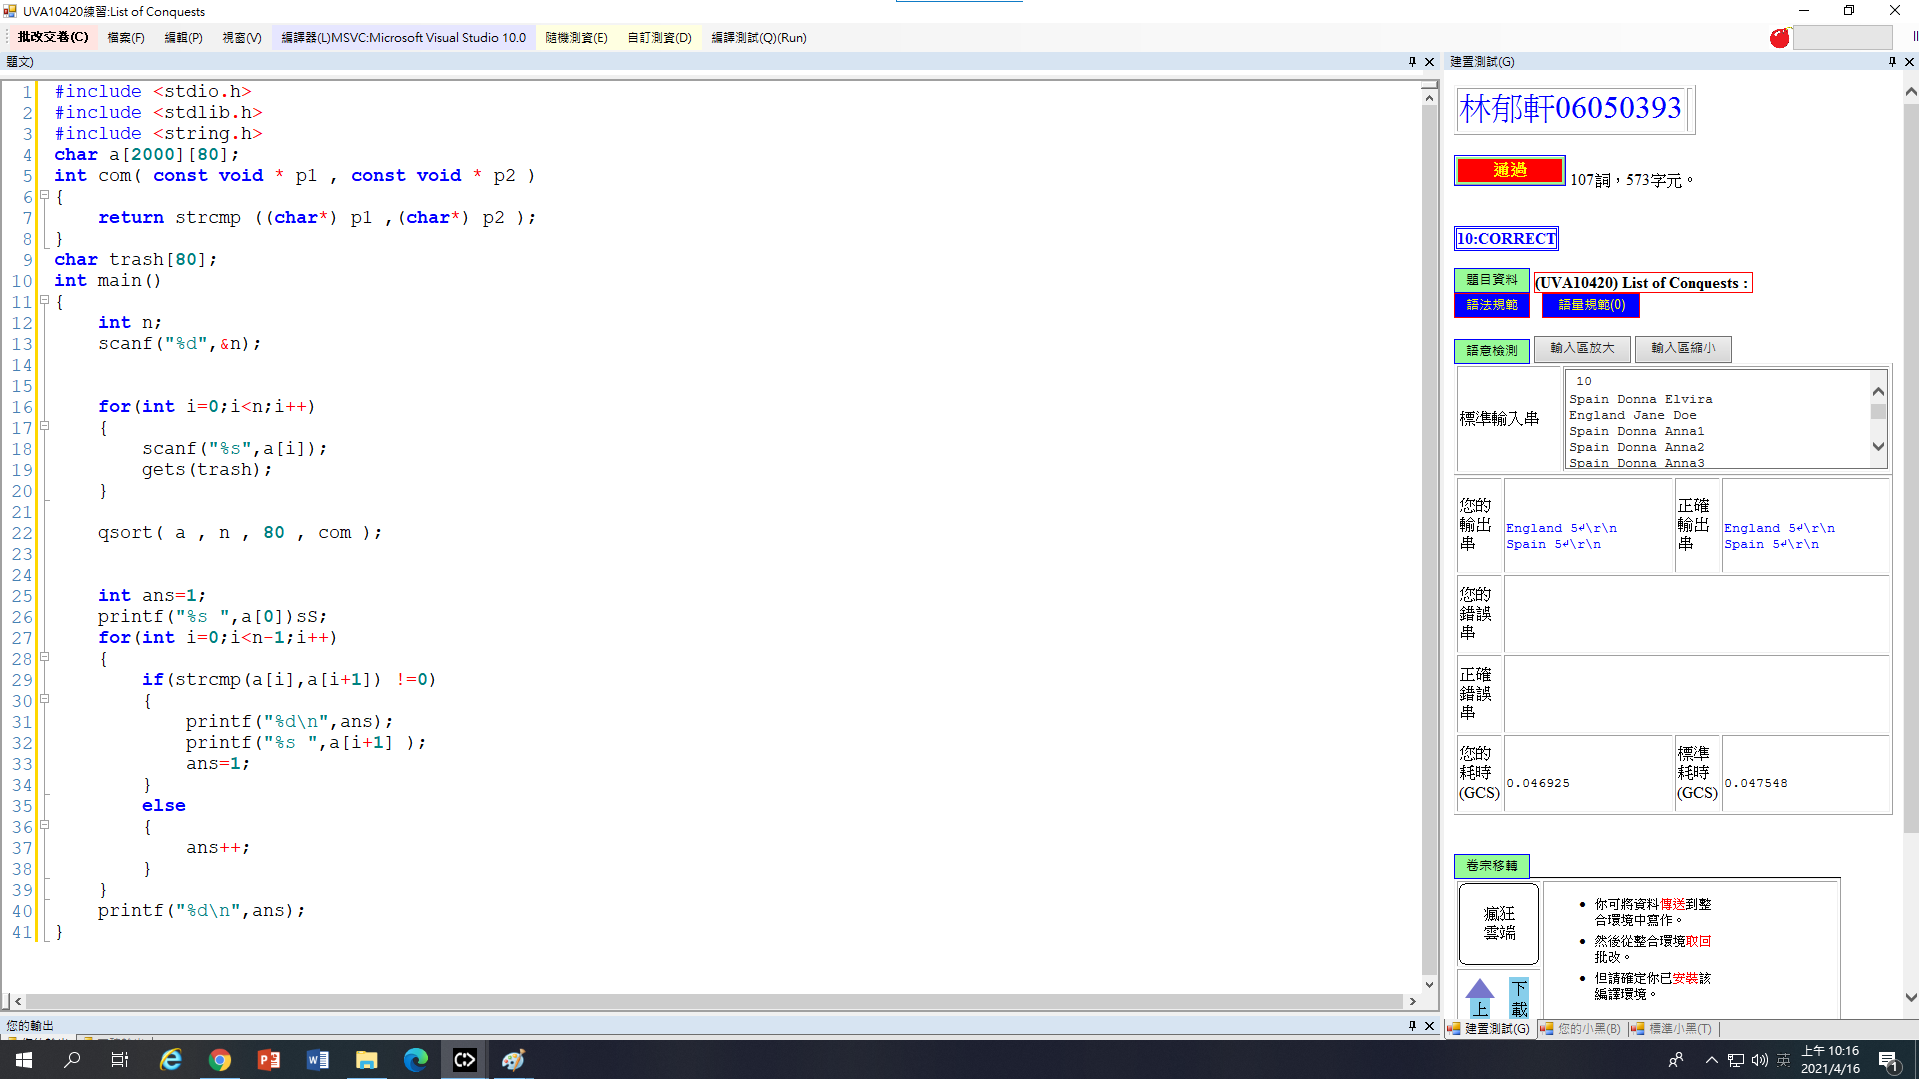 UVA10420練習:List of Conquests
批改交卷(C) 檔案(F) 編輯(P) 視窗(V) 編譯器(L)MSVC:Microsoft Visual Studio 10.0 隨機測資(E) 自訂測資(D) 編譯測試(Q)(Run)
題文)
1 #include <stdio.h>
2 #include <stdlib.h>
3 #include <string.h>
4 char a[2000][80];
5 int com( const void * p1 , const void * p2 )
6 {
7 return strcmp ((char*) p1 ,(char*) p2 );
8 }
9 char trash[80];
10 int main()
11 {
12 int n;
13 scanf("%d",&n);
14
15
16 for(int i=0;i<n;i++)
17 {
18 scanf("%s",a[i]);
19 gets(trash);
20 }
21
22 qsort( a , n , 80 , com );
23
24
25 int ans=1;
26 printf("%s ",a[0])sS;
27 for(int i=0;i<n-1;i++)
28 {
29 if(strcmp(a[i],a[i+1]) !=0)
30 {
31 printf("%d\n",ans);
32 printf("%s ",a[i+1] );
33 ans=1;
34 }
35 else
36 {
37 ans++;
38 }
39 }
40 printf("%d\n",ans);
41 }
您的輸出
建置測試(G)
林郁軒06050393
通過 107詞，573字元。
10:CORRECT
題目資料 (UVA10420) List of Conquests :
語法規範 語量規範(0)
語意檢測 輸入區放大 輸入區縮小
標準輸入串
10
Spain Donna Elvira
England Jane Doe
Spain Donna Anna1
Spain Donna Anna2
Spain Donna Anna3
您的輸出串
England 5↵\r\n
Spain 5↵\r\n
正確輸出串
England 5↵\r\n
Spain 5↵\r\n
您的錯誤串
正確錯誤串
您的耗時(GCS) 0.046925
標準耗時(GCS) 0.047548
卷宗移轉
瘋狂
雲端
上
下
載
• 你可將資料傳送到整
合環境中寫作。
• 然後從整合環境取回
批改。
• 但請確定你已安裝該
編譯環境。
建置測試(G) 您的小黑(B) 標準小黑(T)
英
上午 10:16
2021/4/16
1